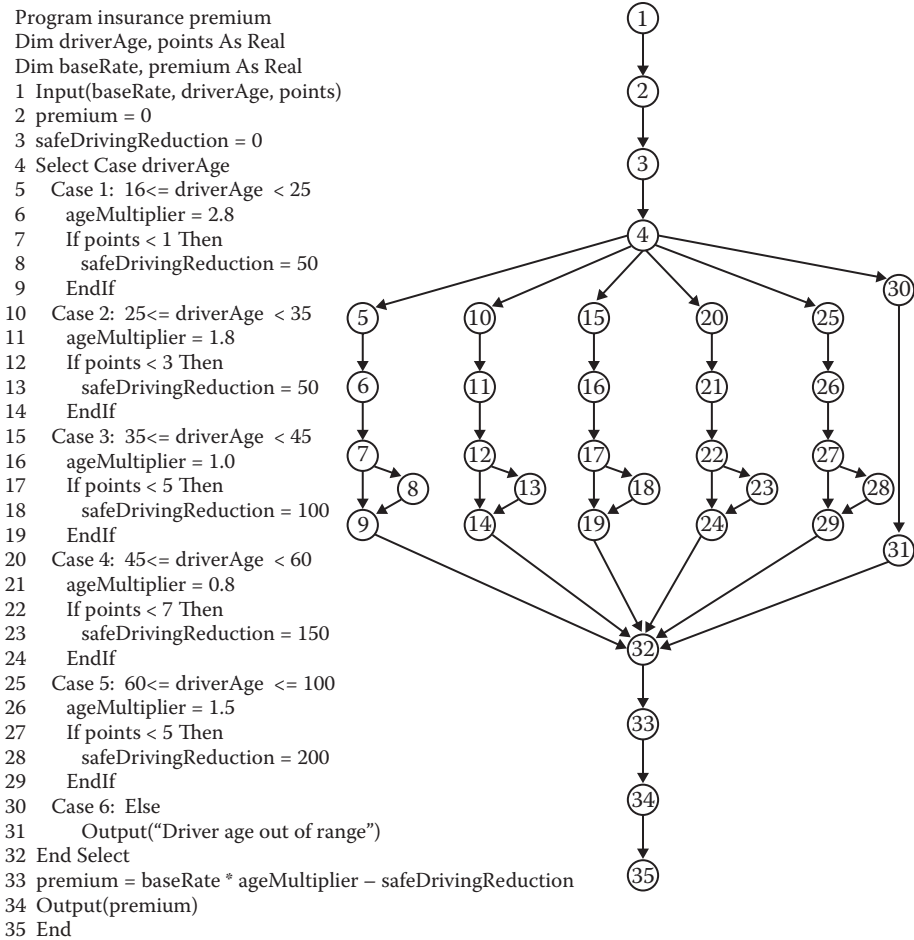 Program insurance premium
Dim driverAge, points As Real
Dim baseRate, premium As Real
1 Input(baseRate, driverAge, points)
2 premium = 0
3 safeDrivingReduction = 0
4 Select Case driverAge
5 Case 1: 16<= driverAge < 25
6 ageMultiplier = 2.8
7 If points < 1 Then
8 safeDrivingReduction = 50
9 EndIf
10 Case 2: 25<= driverAge < 35
11 ageMultiplier = 1.8
12 If points < 3 Then
13 safeDrivingReduction = 50
14 EndIf
15 Case 3: 35<= driverAge < 45
16 ageMultiplier = 1.0
17 If points < 5 Then
18 safeDrivingReduction = 100
19 EndIf
20 Case 4: 45<= driverAge < 60
21 ageMultiplier = 0.8
22 If points < 7 Then
23 safeDrivingReduction = 150
24 EndIf
25 Case 5: 60<= driverAge <= 100
26 ageMultiplier = 1.5
27 If points < 5 Then
28 safeDrivingReduction = 200
29 EndIf
30 Case 6: Else
31 Output(“Driver age out of range”)
32 End Select
33 premium = baseRate * ageMultiplier – safeDrivingReduction
34 Output(premium)
35 End
1
2
3
4
30
5 10 15 20 25
6 11 16 21 26
7 12 17 22 27
8 13 18 23 28
9 14 19 24 29
31
32
33
34
35